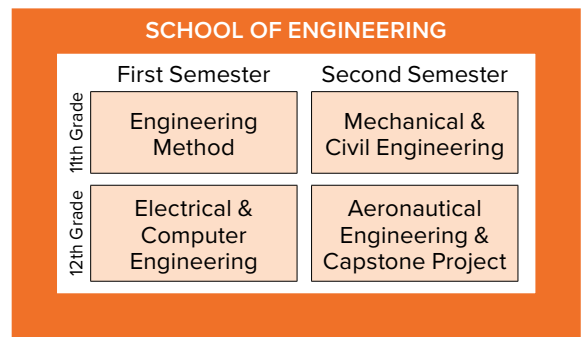 SCHOOL OF ENGINEERING
First Semester
Second Semester
11th Grade
Engineering
Method
Mechanical &
Civil Engineering
12th Grade
Electrical &
Computer
Engineering
Aeronautical
Engineering &
Capstone Project